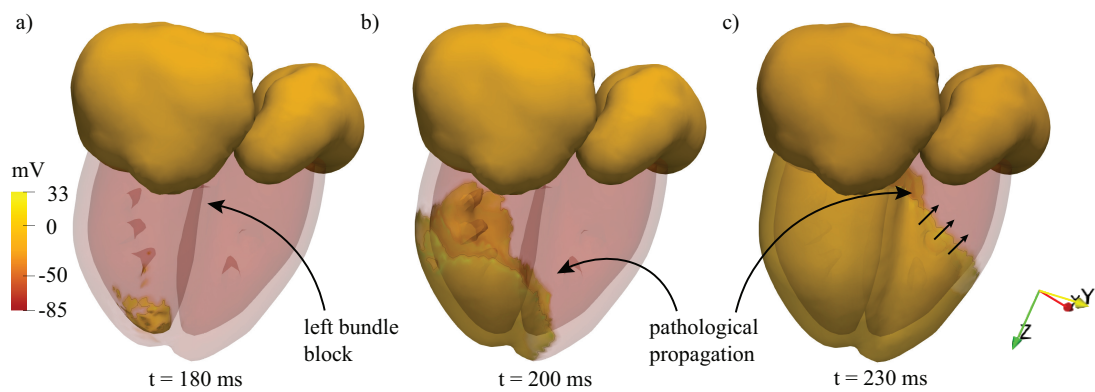 a)
b)
c)
mV
33
0
-50
-85
left bundle
block
pathological
propagation
t = 180 ms
t = 200 ms
t = 230 ms
Y
X
Z